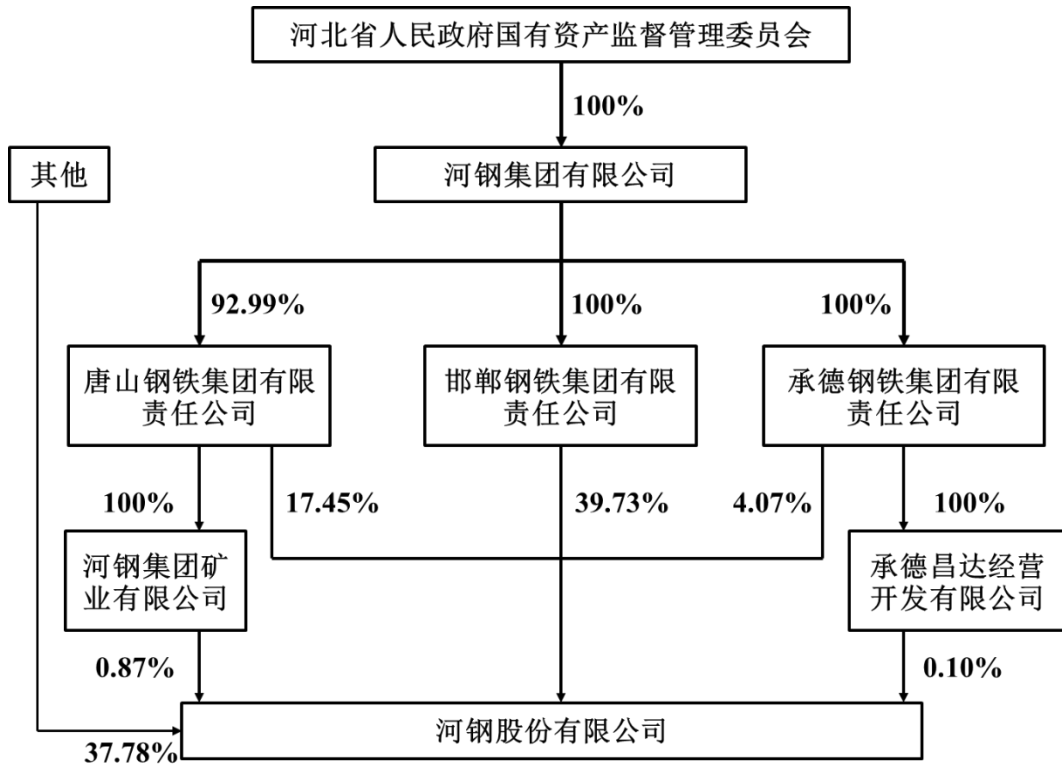 河北省人民政府国有资产监督管理委员会
100%
其他
河钢集团有限公司
92.99%
100%
100%
唐山钢铁集团有限
责任公司
邯郸钢铁集团有限
责任公司
承德钢铁集团有限
责任公司
100%
17.45%
39.73%
4.07%
100%
河钢集团矿
业有限公司
承德昌达经营
开发有限公司
0.87%
0.10%
河钢股份有限公司
37.78%